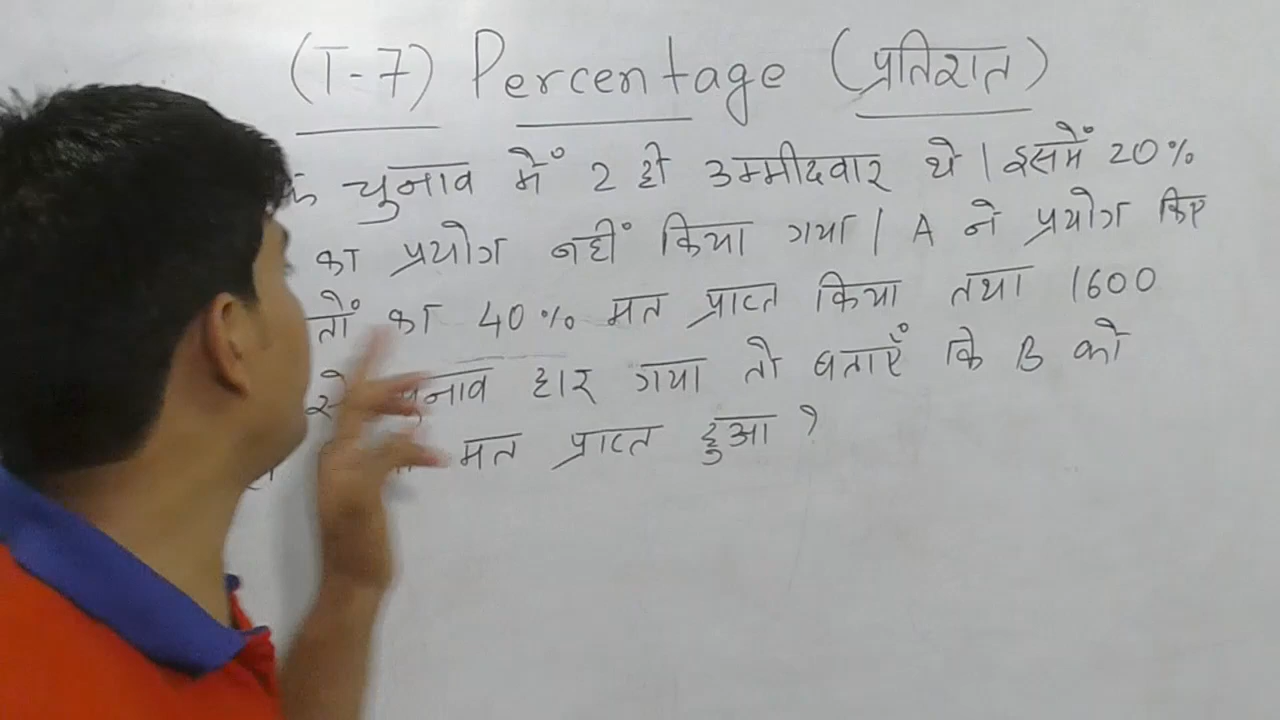 (T-7) Percentage (प्रतिशत)
चुनाव में 2 ही उम्मीदवार थे | इसमें 20%
का प्रयोग नहीं किया गया | A ने प्रयोग किए
तों का 40% मत प्राप्त किया तथा 1600
से चुनाव हार गया तो बताएँ कि B को
मत प्राप्त हुआ ?